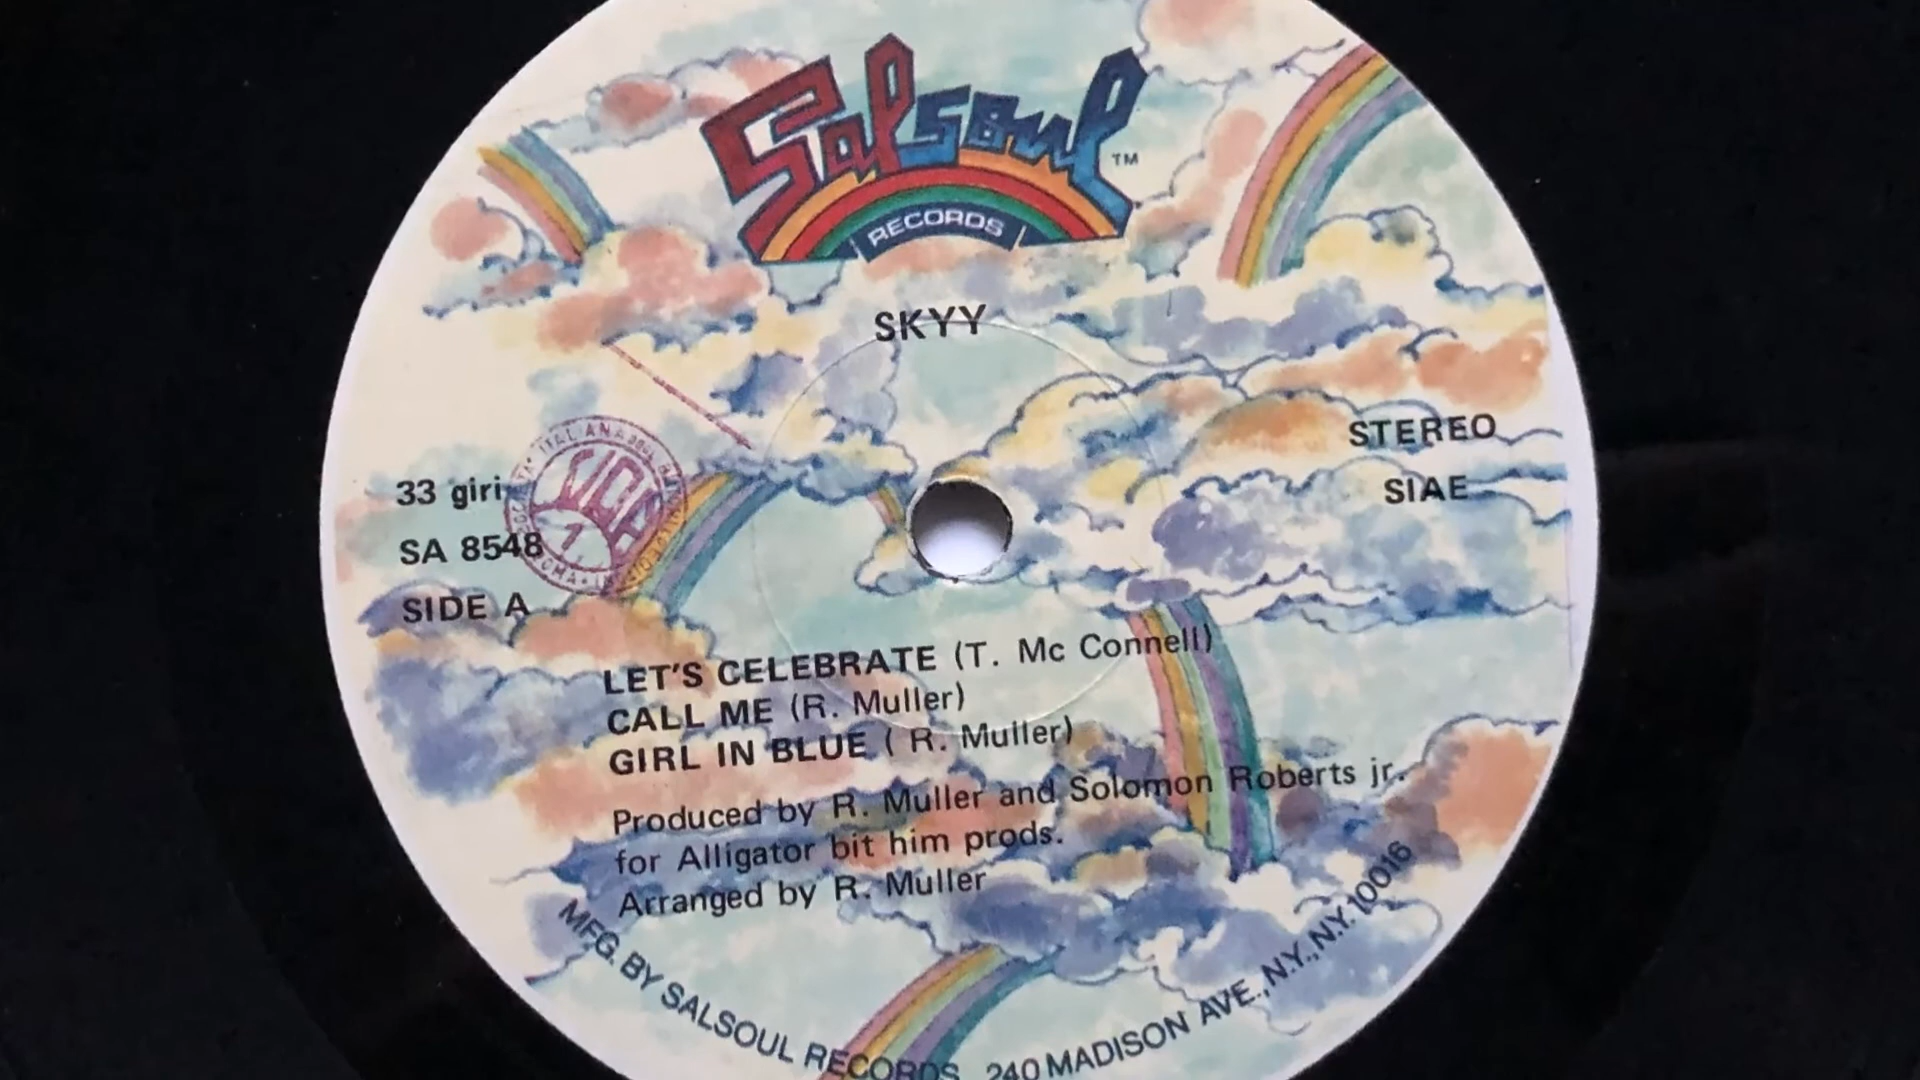 Salsoul TM
RECORDS
SKYY
STEREO
SIAE
33 giri
SA 8548
SIDE A
LET'S CELEBRATE (T. Mc Connell)
CALL ME (R. Muller)
GIRL IN BLUE ( R. Muller)
Produced by R. Muller and Solomon Roberts jr.
for Alligator bit him prods.
Arranged by R. Muller
MFG. BY SALSOUL RECORDS 240 MADISON AVE., N.Y., N.Y. 10016